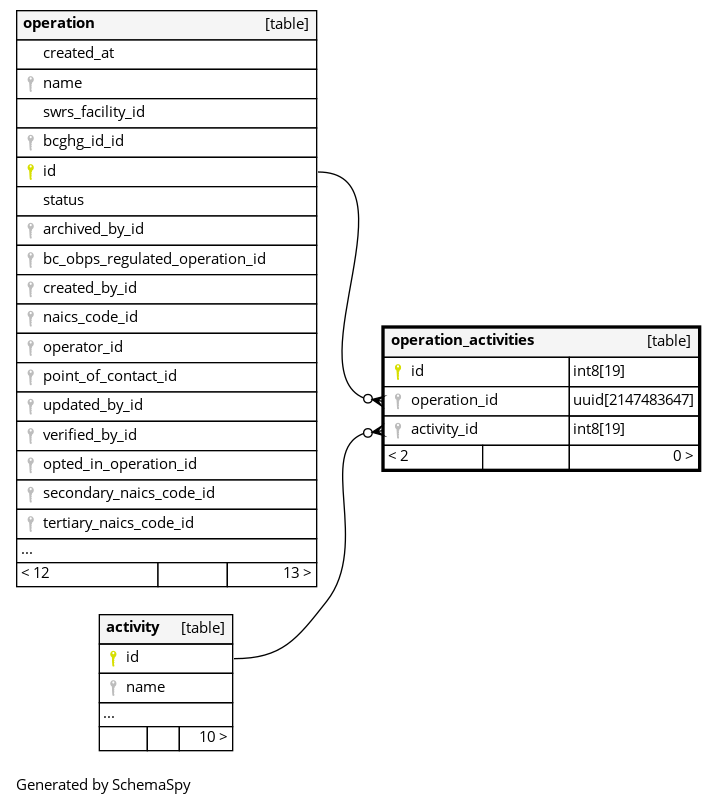 operation [table]
created_at
name
swrs_facility_id
bcghg_id_id
id
status
archived_by_id
bc_obps_regulated_operation_id
created_by_id
naics_code_id
operator_id
point_of_contact_id
updated_by_id
verified_by_id
opted_in_operation_id
secondary_naics_code_id
tertiary_naics_code_id
...
< 12 13 >
operation_activities [table]
id int8[19]
operation_id uuid[2147483647]
activity_id int8[19]
< 2 0 >
activity [table]
id
name
...
10 >
Generated by SchemaSpy